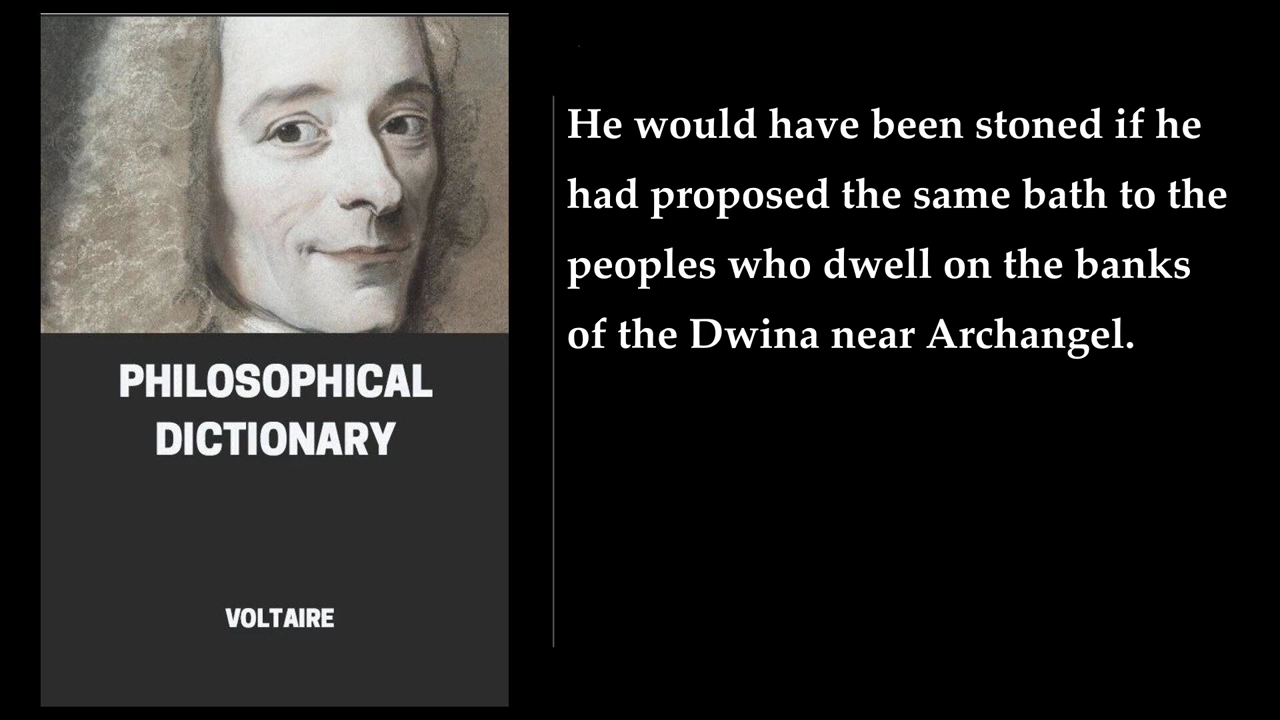 PHILOSOPHICAL
DICTIONARY
VOLTAIRE
He would have been stoned if he
had proposed the same bath to the
peoples who dwell on the banks
of the Dwina near Archangel.